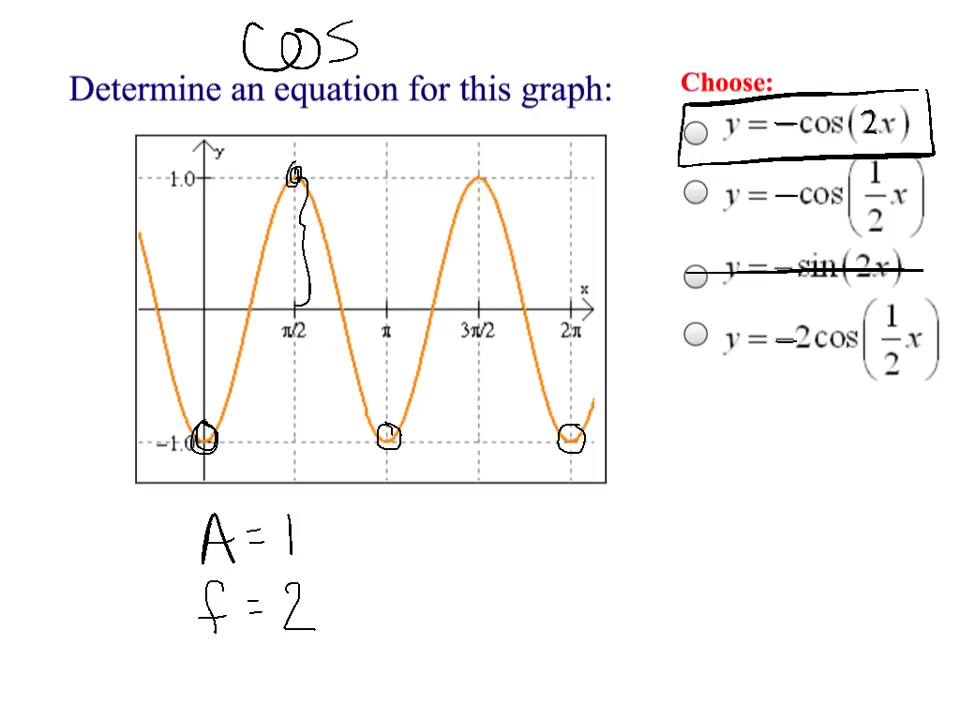 cos
Determine an equation for this graph:
y
1.0
x
π/2 π 3π/2 2π
-1.0
A = 1
f = 2
Choose:
y = -cos(2x)
y = -cos(1/2 x)
y = -sin(2x)
y = -2cos(1/2 x)